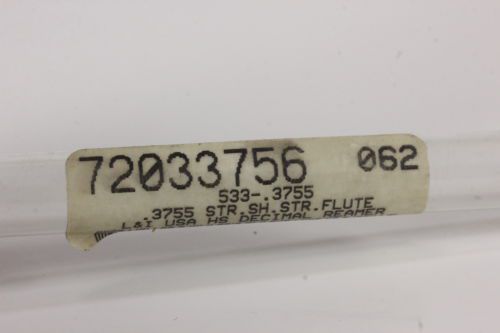 72033756 062
533-.3755
.3755 STR.SH.STR.FLUTE
L&I, USA HS DECIMAL REAMER